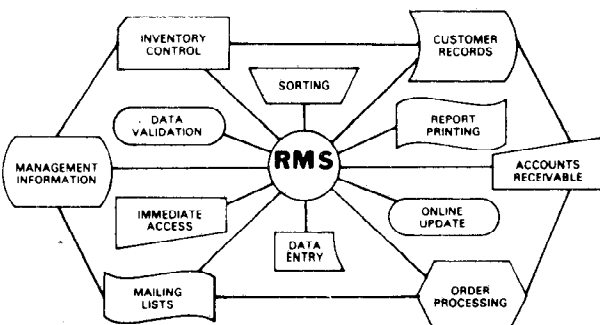 INVENTORY
CONTROL
CUSTOMER
RECORDS
SORTING
DATA
VALIDATION
REPORT
PRINTING
RMS
MANAGEMENT
INFORMATION
ACCOUNTS
RECEIVABLE
IMMEDIATE
ACCESS
ONLINE
UPDATE
DATA
ENTRY
MAILING
LISTS
ORDER
PROCESSING